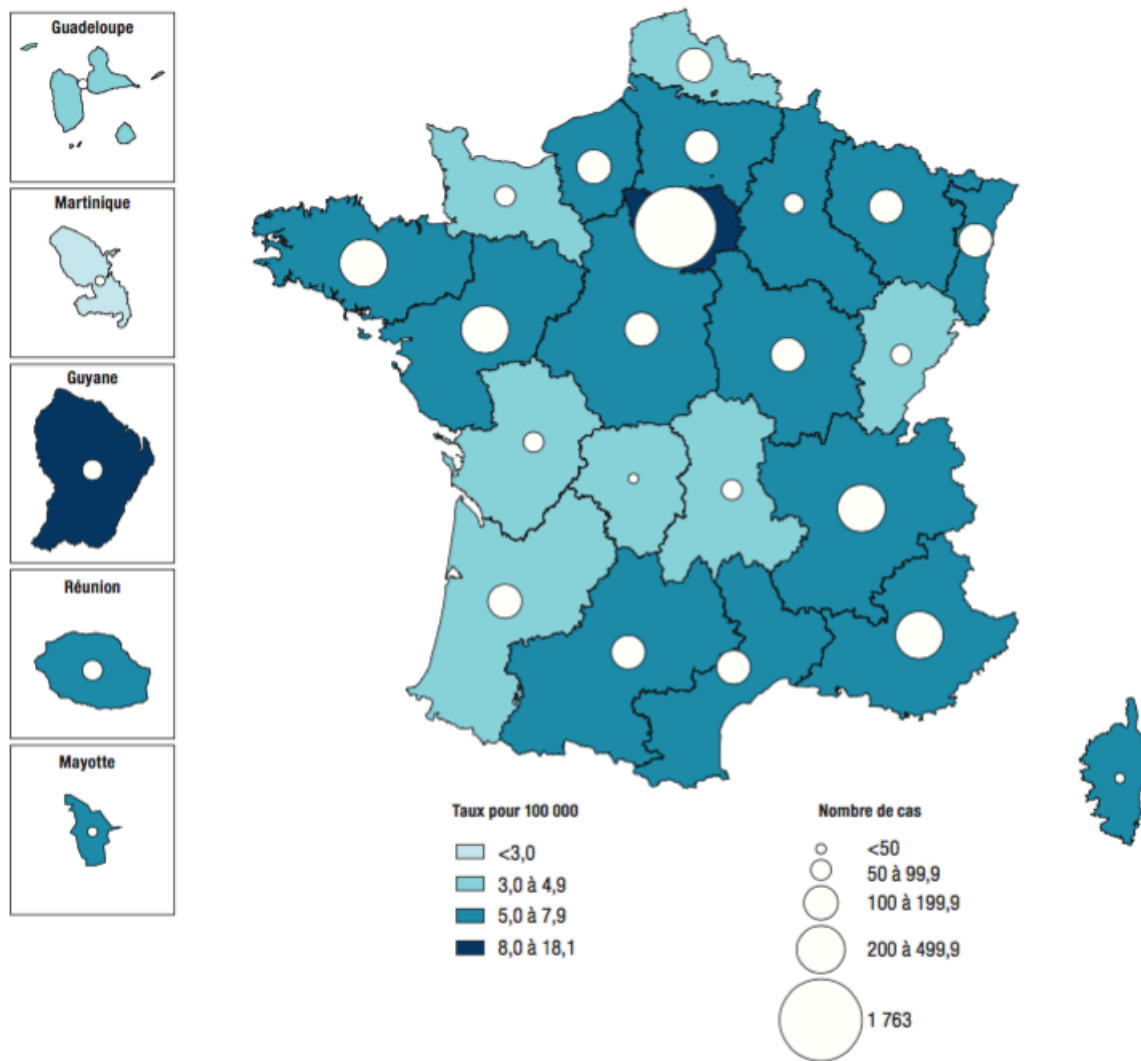 Guadeloupe
Martinique
Guyane
Réunion
Mayotte
Taux pour 100 000
<3,0
3,0 à 4,9
5,0 à 7,9
8,0 à 18,1
Nombre de cas
<50
50 à 99,9
100 à 199,9
200 à 499,9
1 763